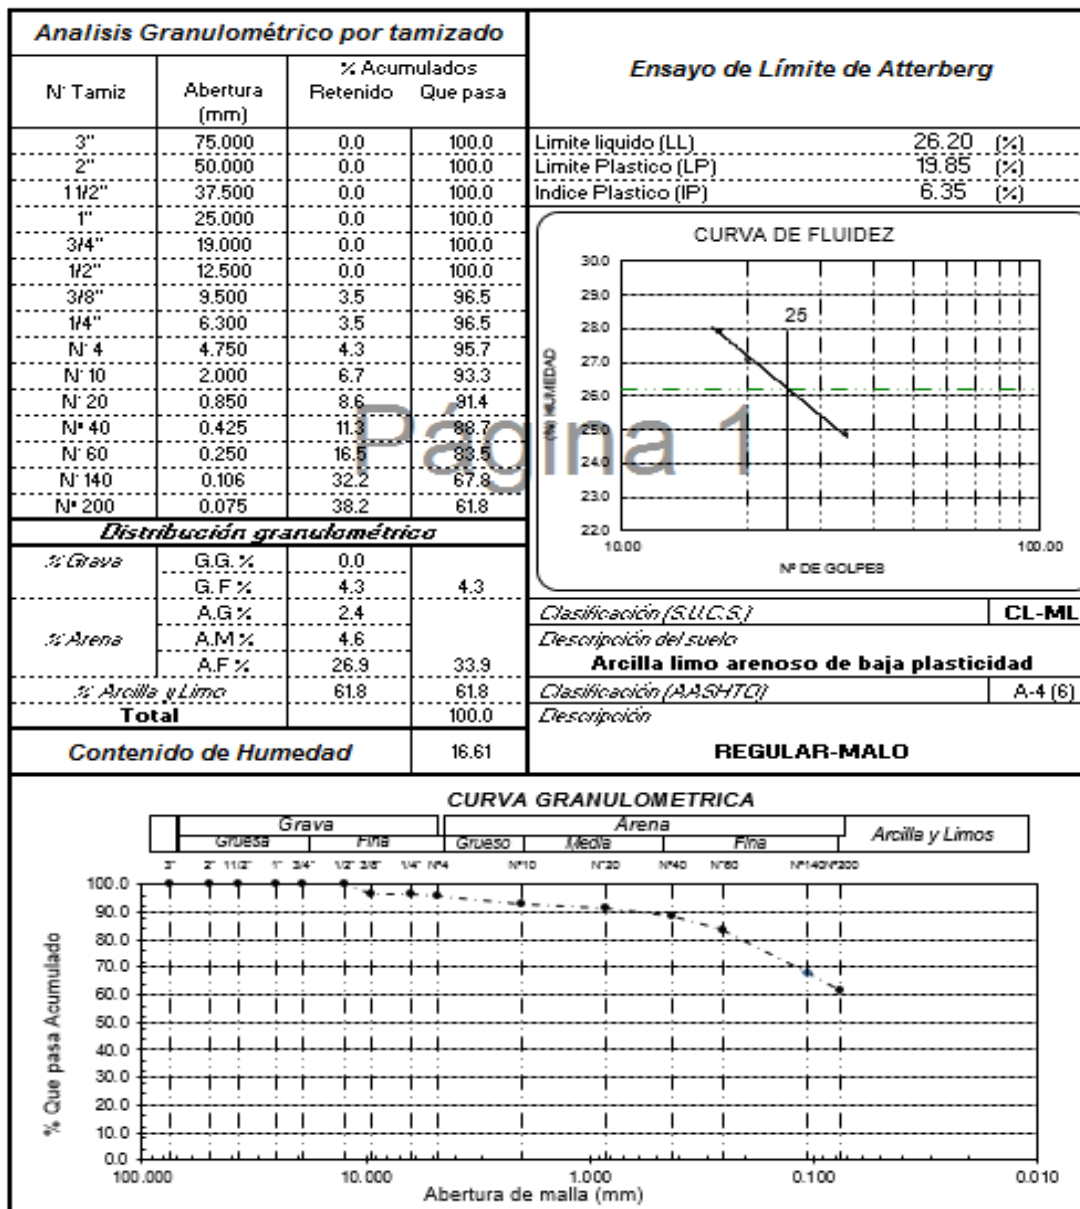 Analisis Granulométrico por tamizado
N° Tamiz Abertura (mm) % Acumulados Retenido Que pasa
3" 75.000 0.0 100.0
2" 50.000 0.0 100.0
1 1/2" 37.500 0.0 100.0
1" 25.000 0.0 100.0
3/4" 19.000 0.0 100.0
1/2" 12.500 0.0 100.0
3/8" 9.500 3.5 96.5
1/4" 6.300 3.5 96.5
N° 4 4.750 4.3 95.7
N° 10 2.000 6.7 93.3
N° 20 0.850 8.6 91.4
Nº 40 0.425 11.3 88.7
N° 60 0.250 16.5 83.5
N° 140 0.106 32.2 67.8
Nº 200 0.075 38.2 61.8
Distribución granulométrico
% Grava G.G. % 0.0
G. F % 4.3 4.3
A.G % 2.4
% Arena A.M % 4.6
A.F % 26.9 33.9
% Arcilla y Limo 61.8 61.8
Total 100.0
Contenido de Humedad 16.61
Ensayo de Límite de Atterberg
Limite liquido (LL) 26.20 (%)
Limite Plastico (LP) 19.85 (%)
Indice Plastico (IP) 6.35 (%)
CURVA DE FLUIDEZ
30.0
29.0
28.0
27.0
26.0
25.0
24.0
23.0
22.0
25
(%) HUMEDAD
10.00 100.00
Nº DE GOLPES
Página 1
Clasificación (S.U.C.S.) CL-ML
Descripción del suelo
Arcilla limo arenoso de baja plasticidad
Clasificación (AASHTO) A-4 (6)
Descripción
REGULAR-MALO
CURVA GRANULOMETRICA
Grava Arena Arcilla y Limos
Gruesa Fina Grueso Media Fina
3" 2" 11/2" 1" 3/4" 1/2" 3/8" 1/4" Nº4 Nº10 N°20 Nº40 N°60 Nº140 Nº200
100.0
90.0
80.0
70.0
60.0
50.0
40.0
30.0
20.0
10.0
0.0
% Que pasa Acumulado
100.000 10.000 1.000 0.100 0.010
Abertura de malla (mm)